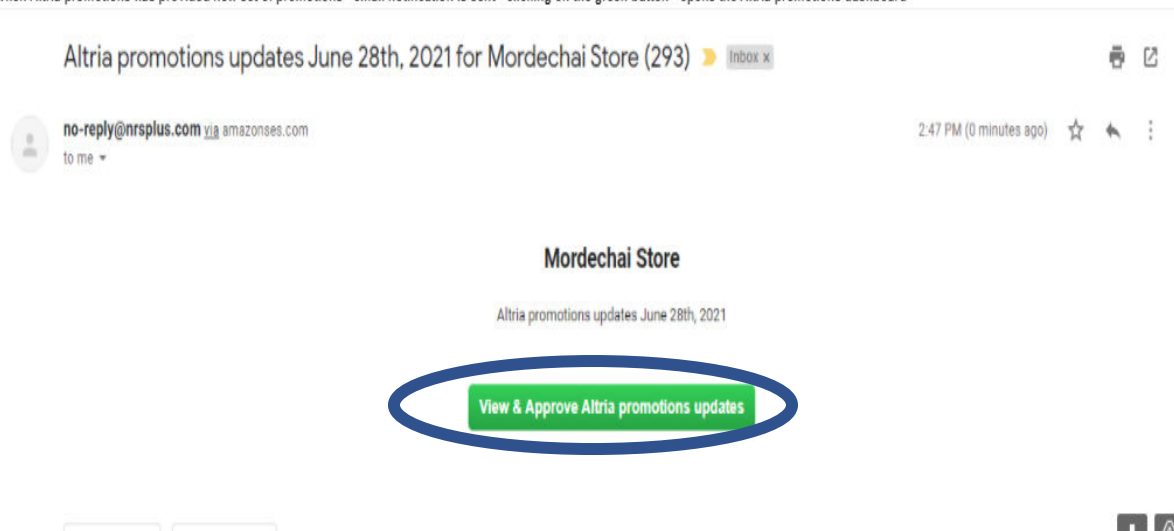 Altria promotions updates June 28th, 2021 for Mordechai Store (293) Inbox x
no-reply@nrsplus.com via amazonses.com 2:47 PM (0 minutes ago)
to me
Mordechai Store
Altria promotions updates June 28th, 2021
View & Approve Altria promotions updates